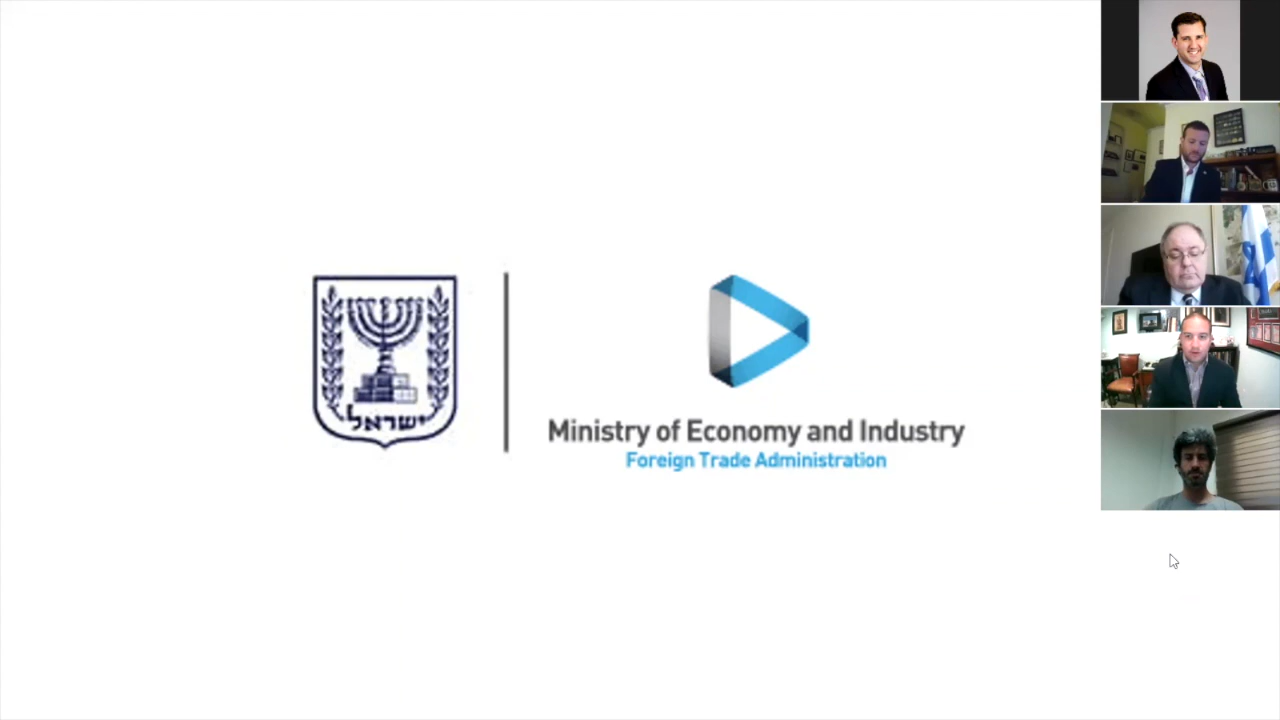 ישראל
Ministry of Economy and Industry
Foreign Trade Administration